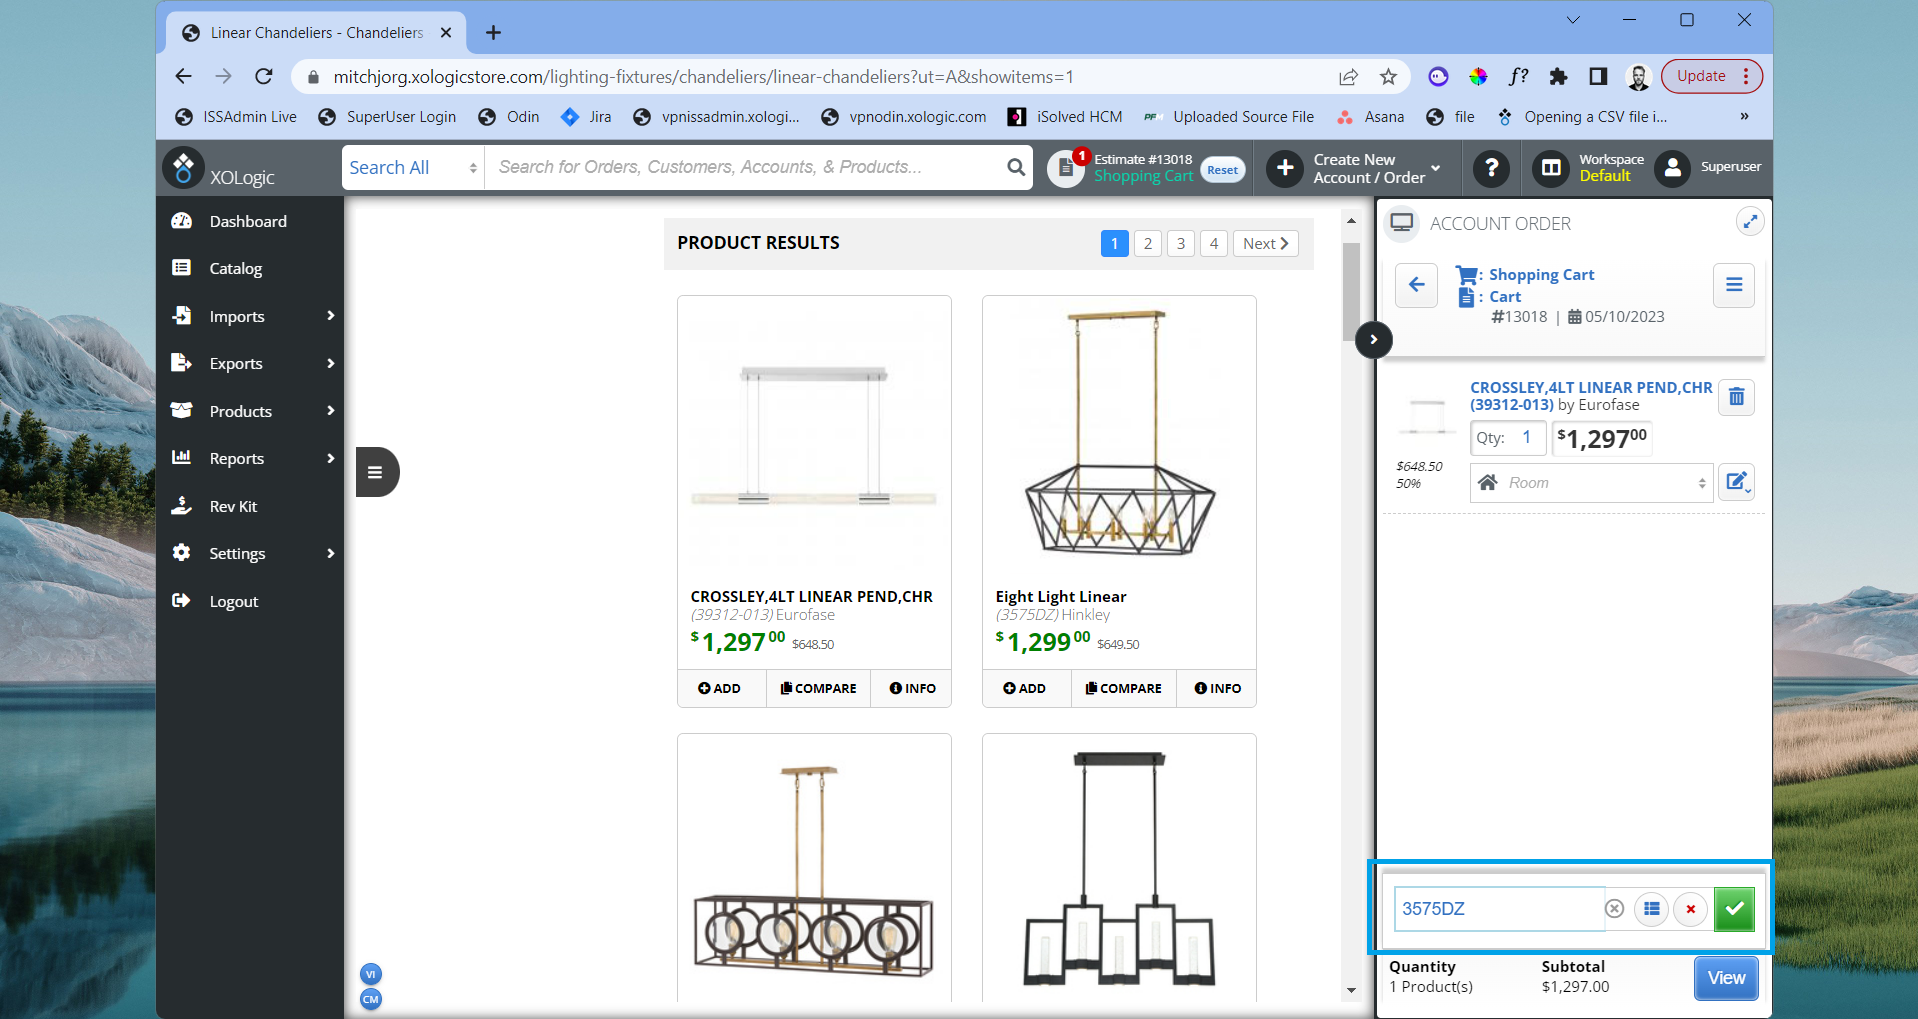 Linear Chandeliers - Chandeliers
mitchjorg.xologicstore.com/lighting-fixtures/chandeliers/linear-chandeliers?ut=A&showitems=1
f?
Update
ISSAdmin Live
SuperUser Login
Odin
Jira
vpnissadmin.xologi...
vpnodin.xologic.com
iSolved HCM
Uploaded Source File
Asana
file
Opening a CSV file i...
»
XOLogic
Search All
Search for Orders, Customers, Accounts, & Products...
1
Estimate #13018
Shopping Cart
Reset
Create New
Account / Order
?
Workspace
Default
Superuser
Dashboard
Catalog
Imports
Exports
Products
Reports
Rev Kit
Settings
Logout
PRODUCT RESULTS
1 2 3 4 Next
CROSSLEY,4LT LINEAR PEND,CHR
(39312-013) Eurofase
$1,297.00 $648.50
ADD COMPARE INFO
Eight Light Linear
(3575DZ) Hinkley
$1,299.00 $649.50
ADD COMPARE INFO
VI
CM
ACCOUNT ORDER
: Shopping Cart
: Cart
#13018 | 05/10/2023
CROSSLEY,4LT LINEAR PEND,CHR
(39312-013) by Eurofase
Qty: 1 $1,297.00
$648.50
50%
Room
3575DZ
Quantity
1 Product(s)
Subtotal
$1,297.00
View